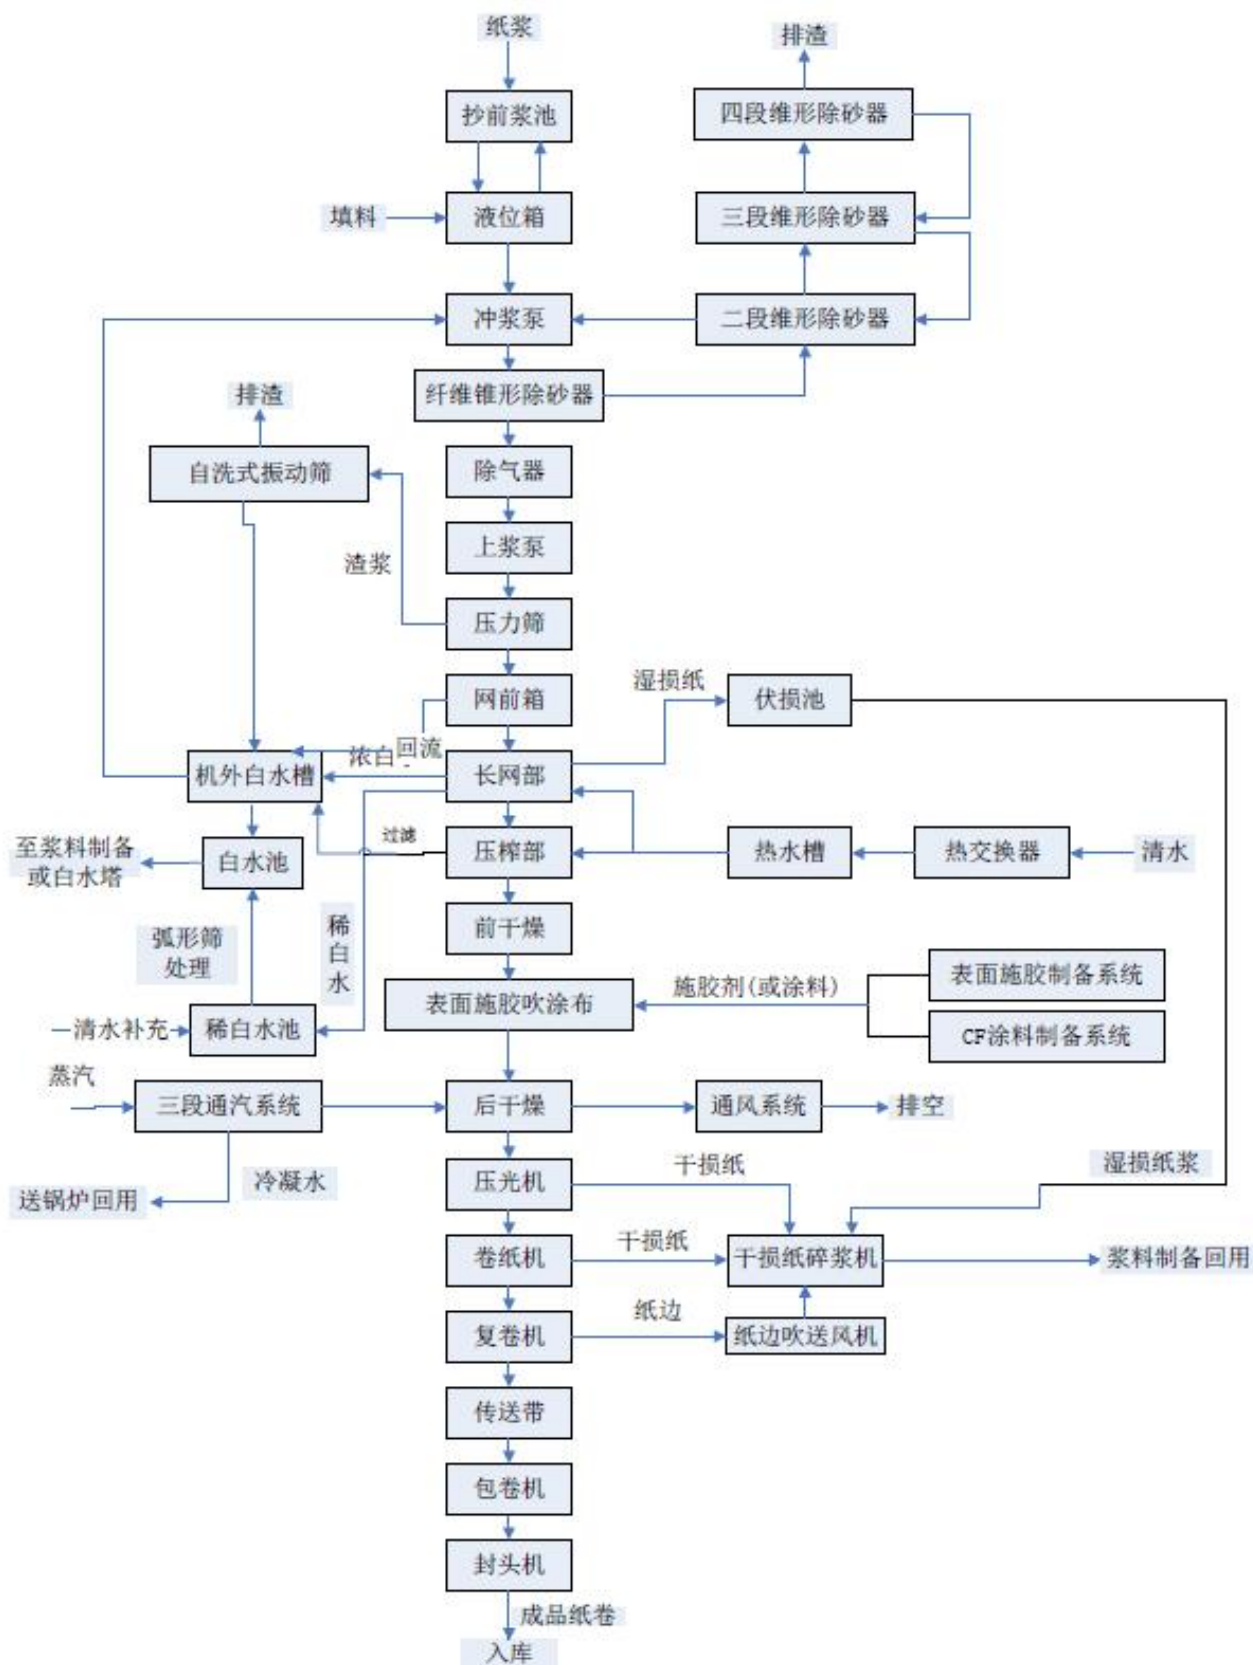 纸浆
排渣
抄前浆池
四段维形除砂器
填料
液位箱
三段维形除砂器
冲浆泵
二段维形除砂器
排渣
纤维锥形除砂器
自洗式振动筛
除气器
渣浆
上浆泵
压力筛
湿损纸
网前箱
伏损池
浓白
回流
机外白水槽
长网部
过滤
至浆料制备
或白水塔
白水池
压榨部
热水槽
热交换器
清水
弧形筛
处理
稀
白
水
前干燥
表面施胶制备系统
施胶剂(或涂料)
表面施胶吹涂布
清水补充
稀白水池
CF涂料制备系统
蒸汽
三段通汽系统
后干燥
通风系统
排空
冷凝水
送锅炉回用
压光机
干损纸
湿损纸浆
卷纸机
干损纸
干损纸碎浆机
浆料制备回用
纸边
复卷机
纸边吹送风机
传送带
包卷机
封头机
成品纸卷
入库